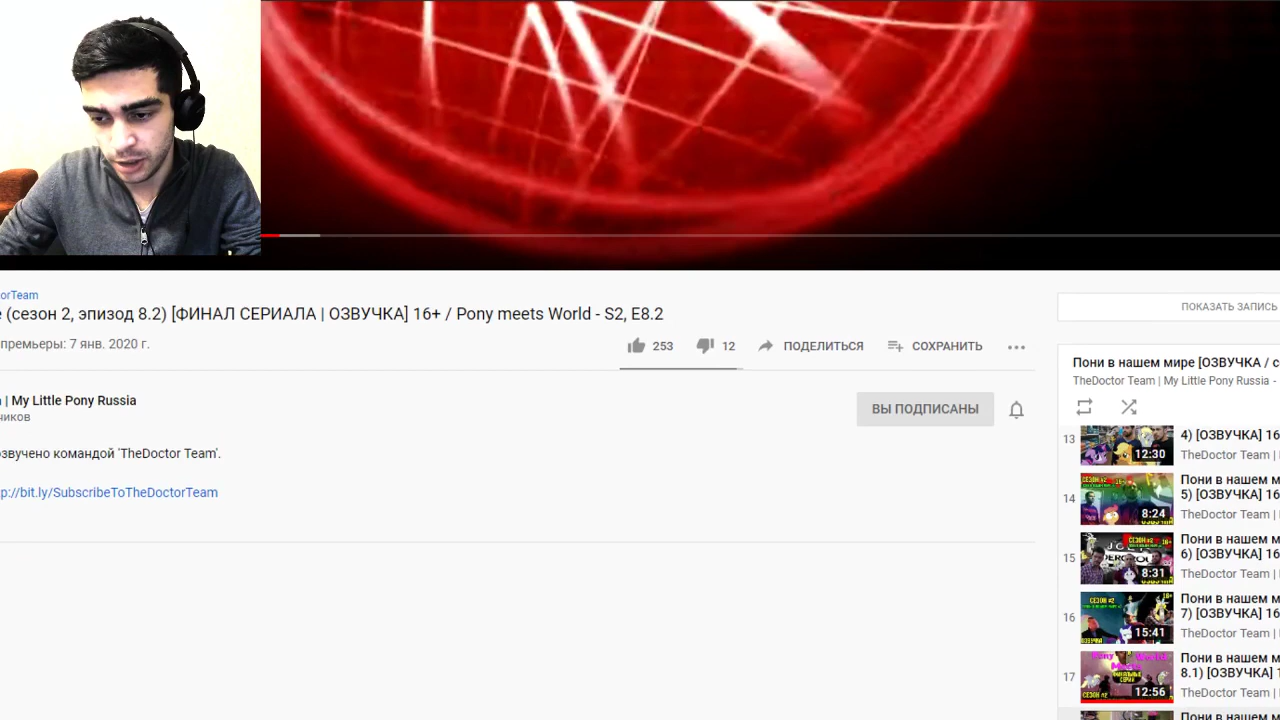 orTeam
е (сезон 2, эпизод 8.2) [ФИНАЛ СЕРИАЛА | ОЗВУЧКА] 16+ / Pony meets World - S2, E8.2
премьеры: 7 янв. 2020 г.
253
12
ПОДЕЛИТЬСЯ
СОХРАНИТЬ
| My Little Pony Russia
чиков
ВЫ ПОДПИСАНЫ
озвучено командой 'TheDoctor Team'.
p://bit.ly/SubscribeToTheDoctorTeam
ПОКАЗАТЬ ЗАПИСЬ
Пони в нашем мире [ОЗВУЧКА / с
TheDoctor Team | My Little Pony Russia -
13
12:30
4) [ОЗВУЧКА] 16
TheDoctor Team |
14
8:24
Пони в нашем м
5) [ОЗВУЧКА] 16
TheDoctor Team |
15
8:31
Пони в нашем м
6) [ОЗВУЧКА] 16
TheDoctor Team |
16
15:41
Пони в нашем м
7) [ОЗВУЧКА] 16
TheDoctor Team |
17
12:56
Пони в нашем м
8.1) [ОЗВУЧКА] 1
TheDoctor Team |
Пони в нашем м